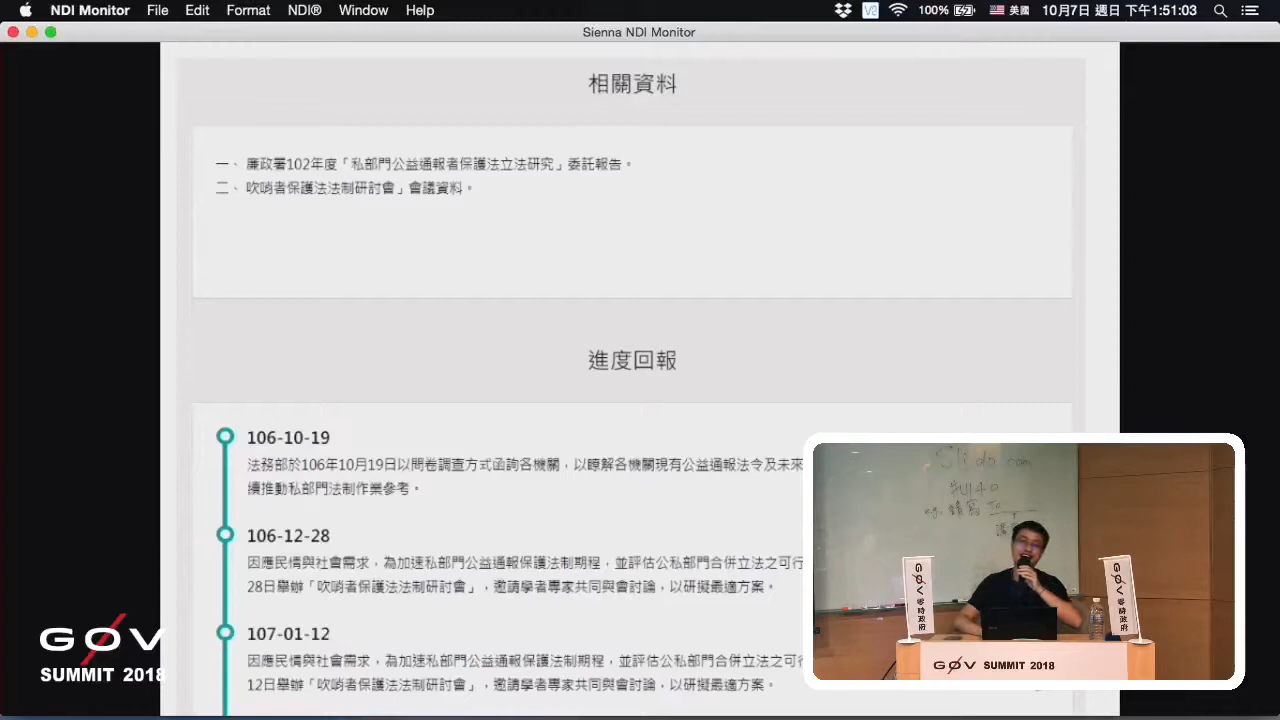 NDI Monitor File Edit Format NDI® Window Help
100% 美國 10月7日 週日 下午1:51:03
Sienna NDI Monitor
相關資料
一、 廉政署102年度「私部門公益通報者保護法立法研究」委託報告。
二、 吹哨者保護法法制研討會」會議資料。
進度回報
106-10-19
法務部於106年10月19日以問卷調查方式函詢各機關，以瞭解各機關現有公益通報法令及未來
續推動私部門法制作業參考。
106-12-28
因應民情與社會需求，為加速私部門公益通報保護法制期程，並評估公私部門合併立法之可行
28日舉辦「吹哨者保護法法制研討會」，邀請學者專家共同與會討論，以研擬最適方案。
107-01-12
因應民情與社會需求，為加速私部門公益通報保護法制期程，並評估公私部門合併立法之可行
12日舉辦「吹哨者保護法法制研討會」，邀請學者專家共同與會討論，以研擬最適方案。
Slido.com
G0V 零時政府
G0V 零時政府
G0V SUMMIT 2018
G0V
SUMMIT 2018